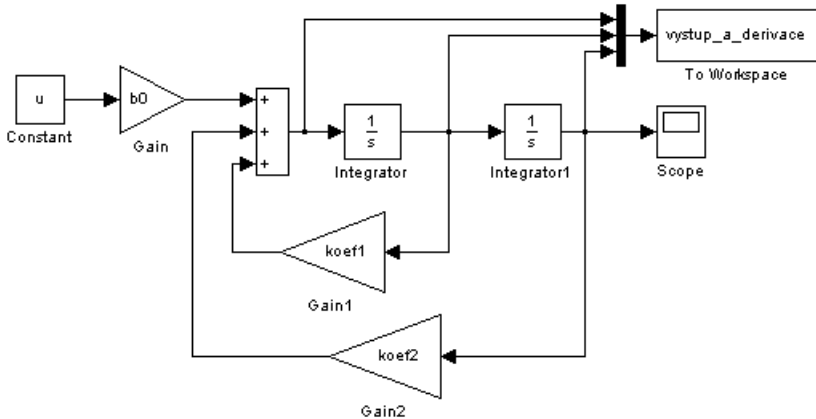 vystup_a_derivace
To Workspace
u
Constant
b0
Gain
+
+
+
1
s
Integrator
1
s
Integrator1
Scope
koef1
Gain1
koef2
Gain2